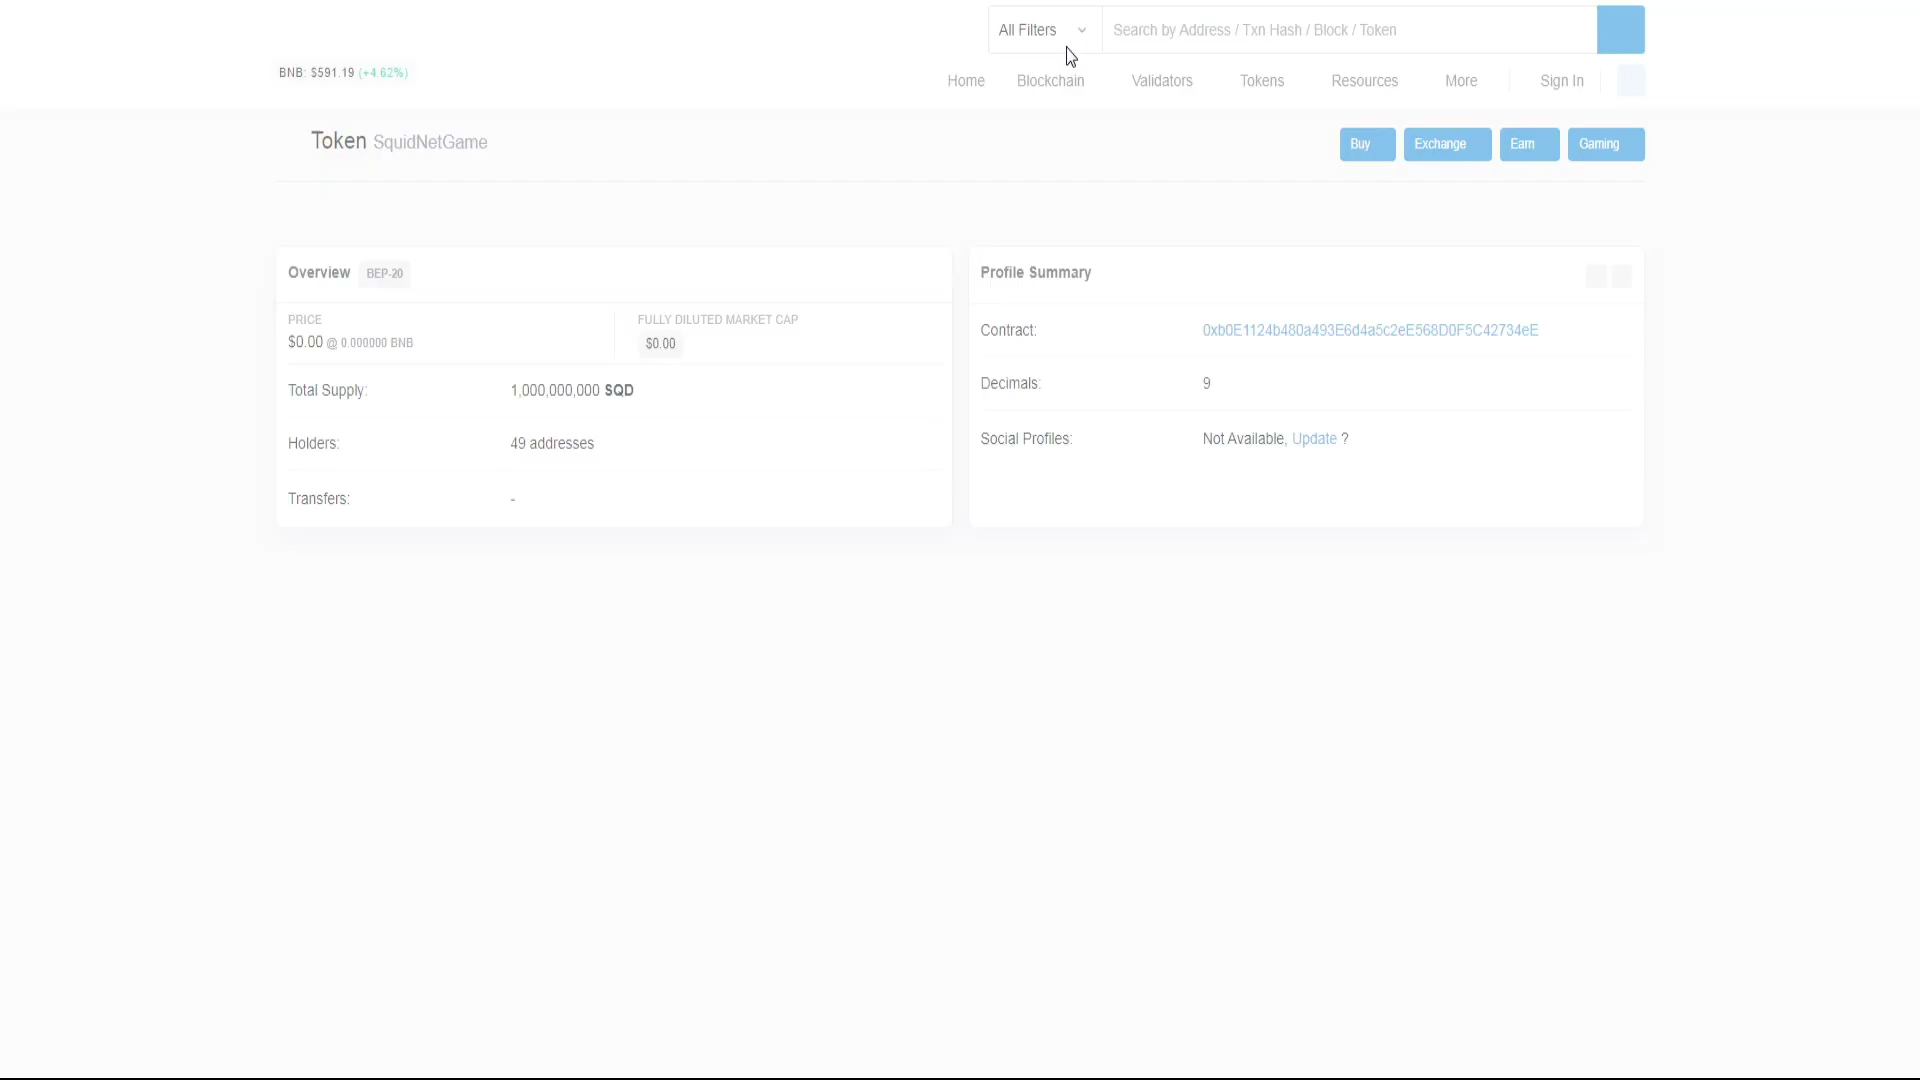 All Filters
Search by Address / Txn Hash / Block / Token
BNB: $591.19 (+4.62%)
Home Blockchain Validators Tokens Resources More Sign In
Token SquidNetGame
Buy Exchange Earn Gaming
Overview BEP-20
PRICE
$0.00 @ 0.000000 BNB
FULLY DILUTED MARKET CAP
$0.00
Total Supply: 1,000,000,000 SQD
Holders: 49 addresses
Transfers: -
Profile Summary
Contract: 0xb0E1124b480a493E6d4a5c2eE568D0F5C42734eE
Decimals: 9
Social Profiles: Not Available, Update ?